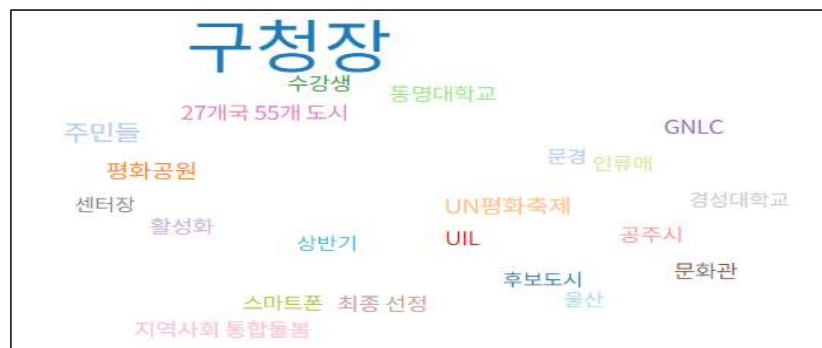 구청장
수강생
동명대학교
27개국 55개 도시
주민들
GNLC
평화공원
문경
인류애
센터장
UN평화축제
경성대학교
활성화
상반기
UIL
공주시
후보도시
문화관
스마트폰
최종 선정
울산
지역사회 통합돌봄